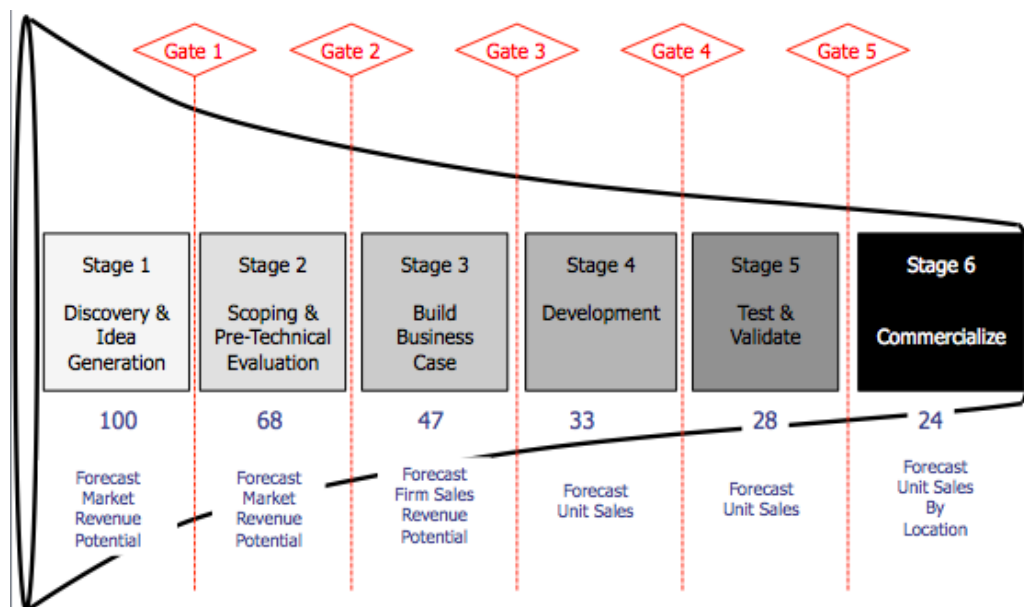 Gate 1
Gate 2
Gate 3
Gate 4
Gate 5
Stage 1
Discovery &
Idea
Generation
Stage 2
Scoping &
Pre-Technical
Evaluation
Stage 3
Build
Business
Case
Stage 4
Development
Stage 5
Test &
Validate
Stage 6
Commercialize
100
68
47
33
28
24
Forecast
Market
Revenue
Potential
Forecast
Market
Revenue
Potential
Forecast
Firm Sales
Revenue
Potential
Forecast
Unit Sales
Forecast
Unit Sales
Forecast
Unit Sales
By
Location